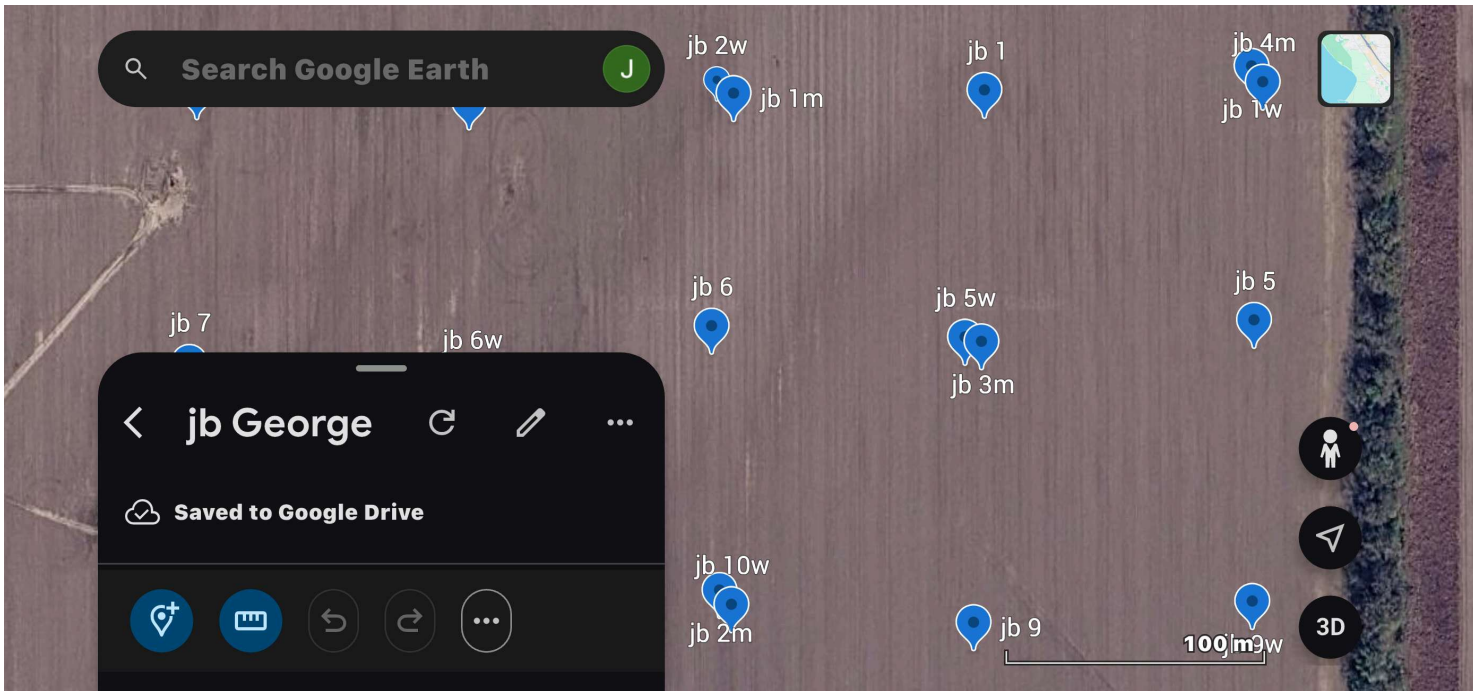 Search Google Earth
J
jb 2w
jb 1m
jb 1
jb 4m
jb 1w
jb 6
jb 5w
jb 3m
jb 5
jb 7
jb 6w
jb George
Saved to Google Drive
jb 10w
jb 2m
jb 9
100 m
jb 9w
3D